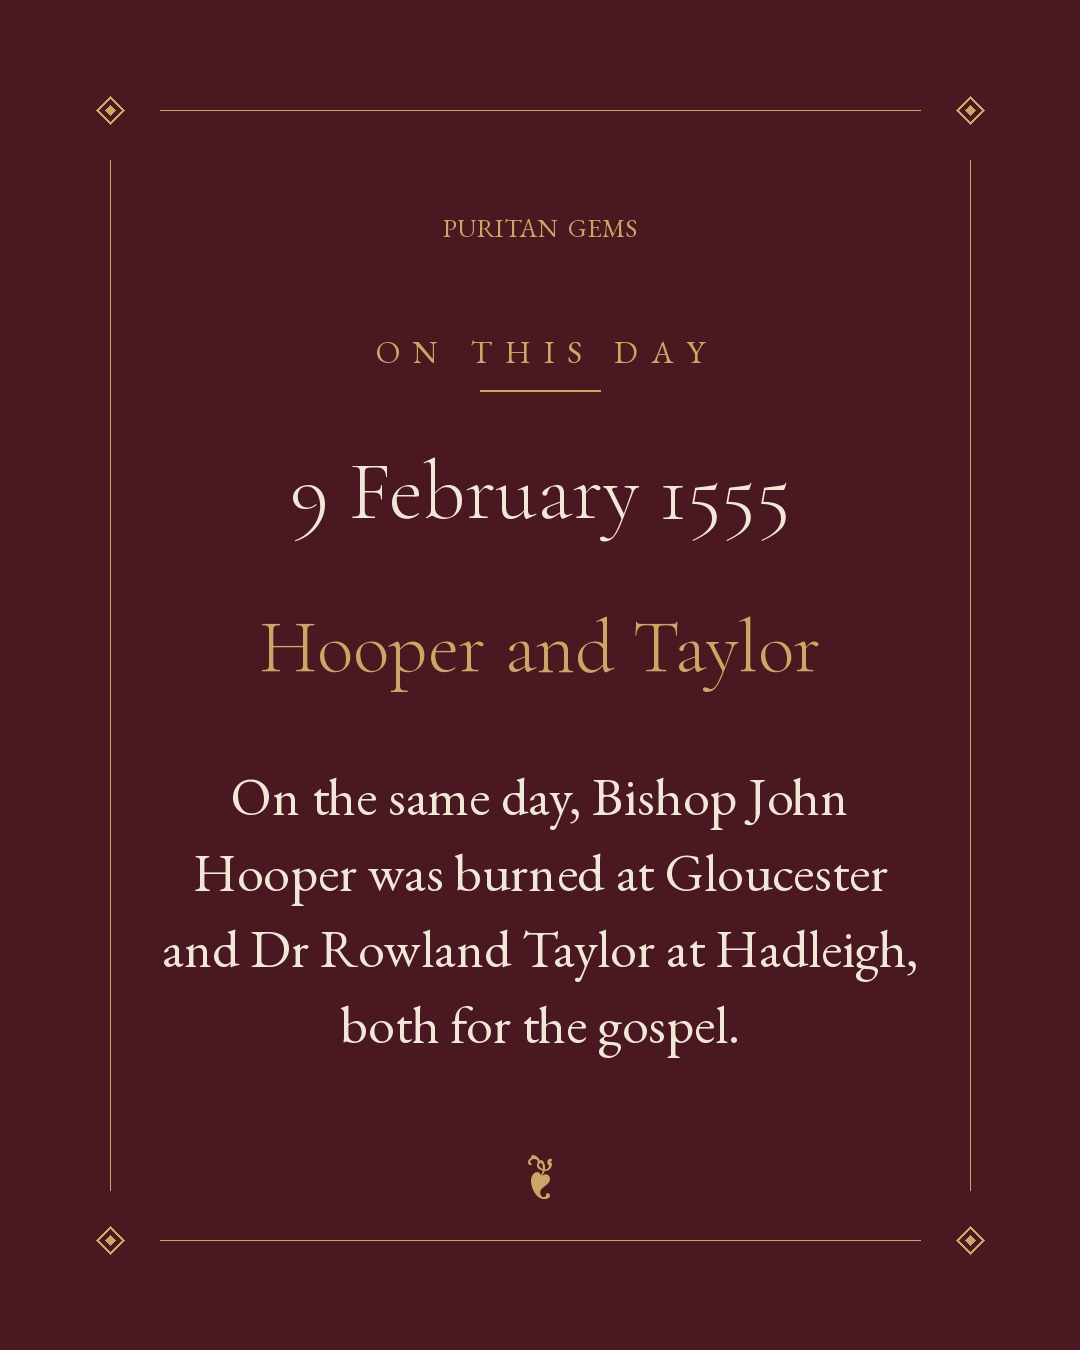 PURITAN GEMS
ON THIS DAY
9 February 1555
Hooper and Taylor
On the same day, Bishop John
Hooper was burned at Gloucester
and Dr Rowland Taylor at Hadleigh,
both for the gospel.